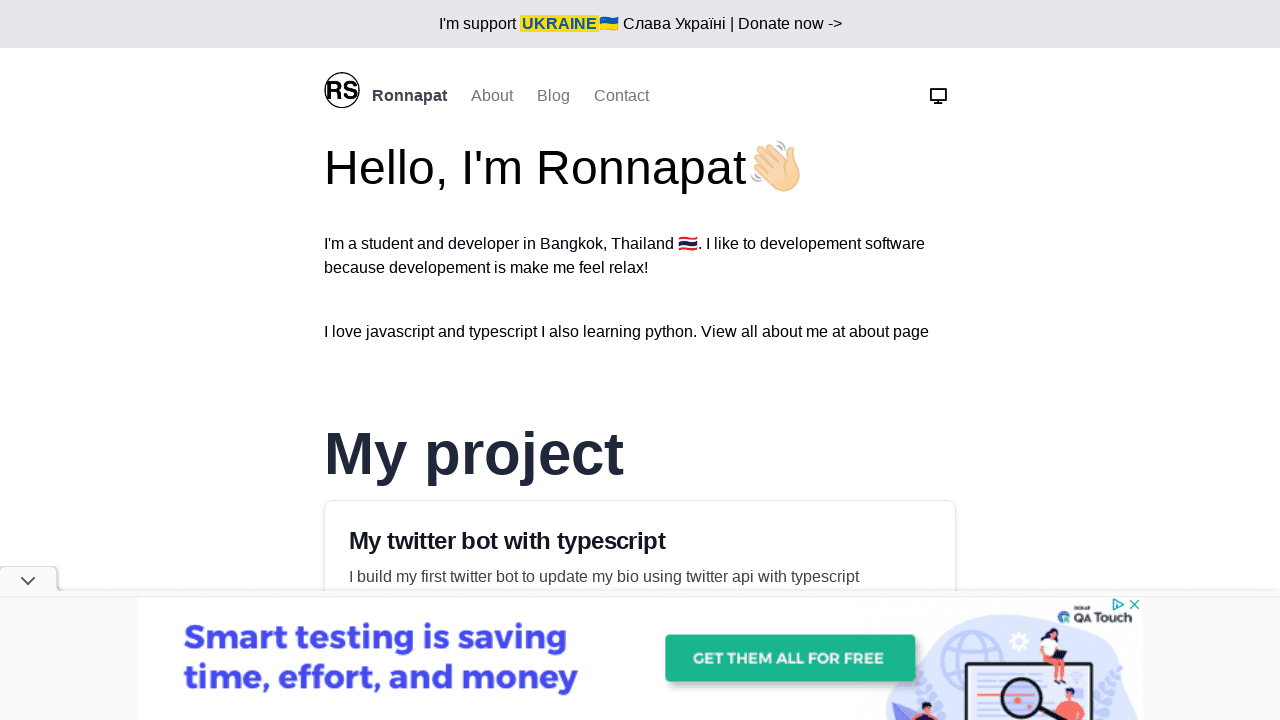 I'm support UKRAINE🇺🇦 Слава Україні | Donate now ->
RS Ronnapat About Blog Contact
Hello, I'm Ronnapat👋🏻
I'm a student and developer in Bangkok, Thailand 🇹🇭. I like to developement software
because developement is make me feel relax!
I love javascript and typescript I also learning python. View all about me at about page
My project
My twitter bot with typescript
I build my first twitter bot to update my bio using twitter api with typescript
Smart testing is saving
time, effort, and money
GET THEM ALL FOR FREE
QA Touch